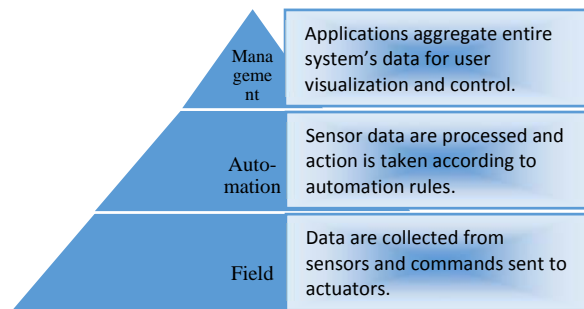 Mana
geme
nt
Applications aggregate entire
system's data for user
visualization and control.
Auto-
mation
Sensor data are processed and
action is taken according to
automation rules.
Field
Data are collected from
sensors and commands sent to
actuators.